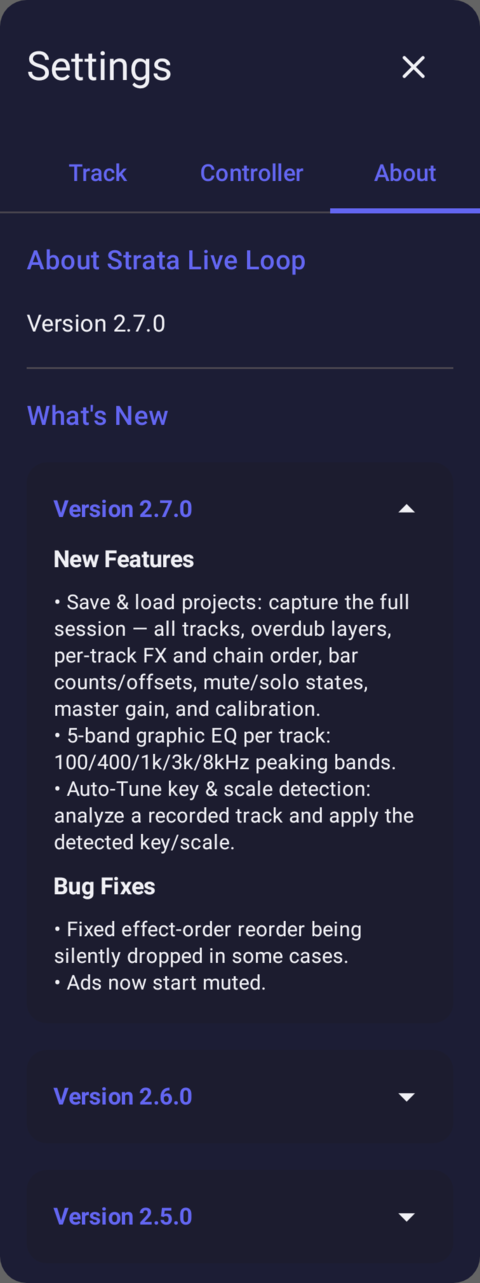 Settings
Track
Controller
About
About Strata Live Loop
Version 2.7.0
What's New
Version 2.7.0
New Features
• Save & load projects: capture the full
session — all tracks, overdub layers,
per-track FX and chain order, bar
counts/offsets, mute/solo states,
master gain, and calibration.
• 5-band graphic EQ per track:
100/400/1k/3k/8kHz peaking bands.
• Auto-Tune key & scale detection:
analyze a recorded track and apply the
detected key/scale.
Bug Fixes
• Fixed effect-order reorder being
silently dropped in some cases.
• Ads now start muted.
Version 2.6.0
Version 2.5.0